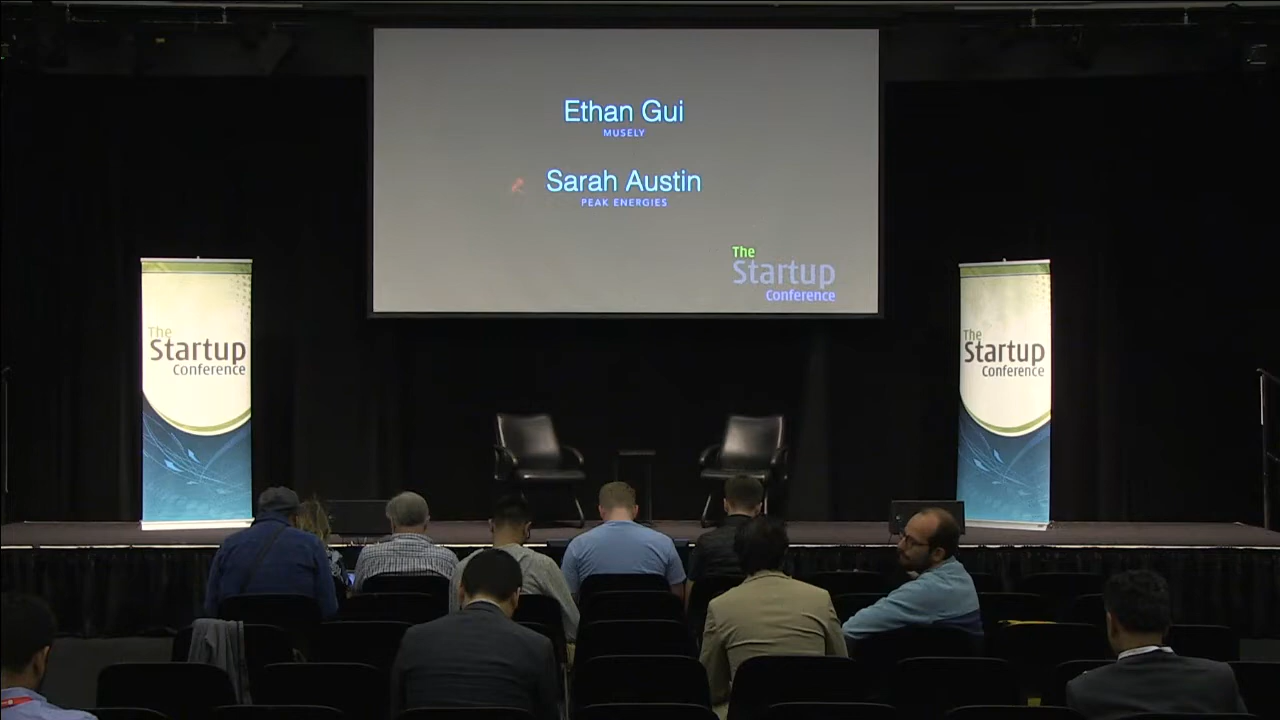 Ethan Gui
MUSELY
Sarah Austin
PEAK ENERGIES
The
Startup
Conference
The
Startup
Conference
The
Startup
Conference